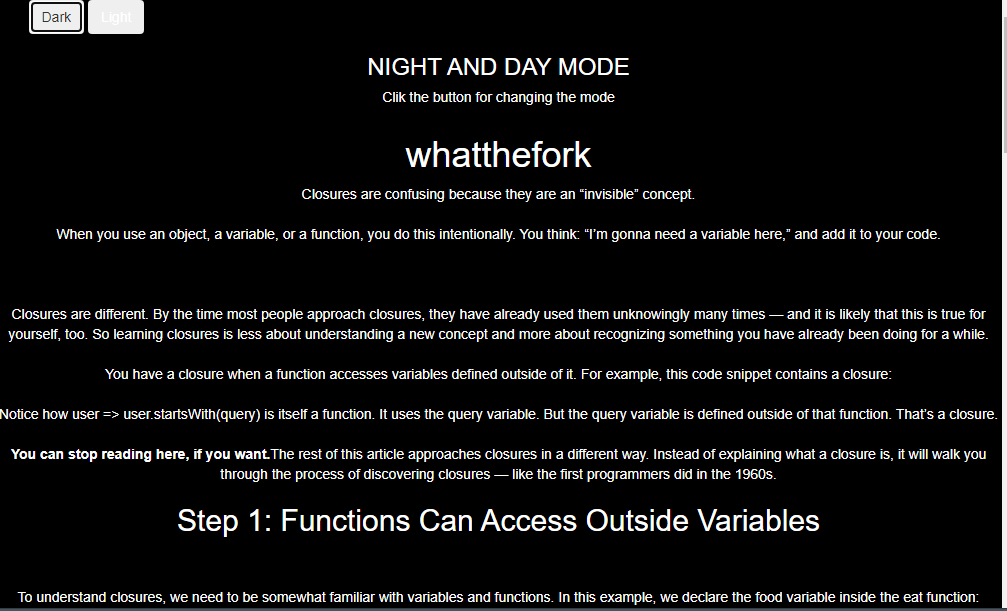 Dark Light
NIGHT AND DAY MODE
Clik the button for changing the mode
whatthefork
Closures are confusing because they are an “invisible” concept.
When you use an object, a variable, or a function, you do this intentionally. You think: “I’m gonna need a variable here,” and add it to your code.
Closures are different. By the time most people approach closures, they have already used them unknowingly many times — and it is likely that this is true for
yourself, too. So learning closures is less about understanding a new concept and more about recognizing something you have already been doing for a while.
You have a closure when a function accesses variables defined outside of it. For example, this code snippet contains a closure:
Notice how user => user.startsWith(query) is itself a function. It uses the query variable. But the query variable is defined outside of that function. That’s a closure.
You can stop reading here, if you want.The rest of this article approaches closures in a different way. Instead of explaining what a closure is, it will walk you
through the process of discovering closures — like the first programmers did in the 1960s.
Step 1: Functions Can Access Outside Variables
To understand closures, we need to be somewhat familiar with variables and functions. In this example, we declare the food variable inside the eat function: